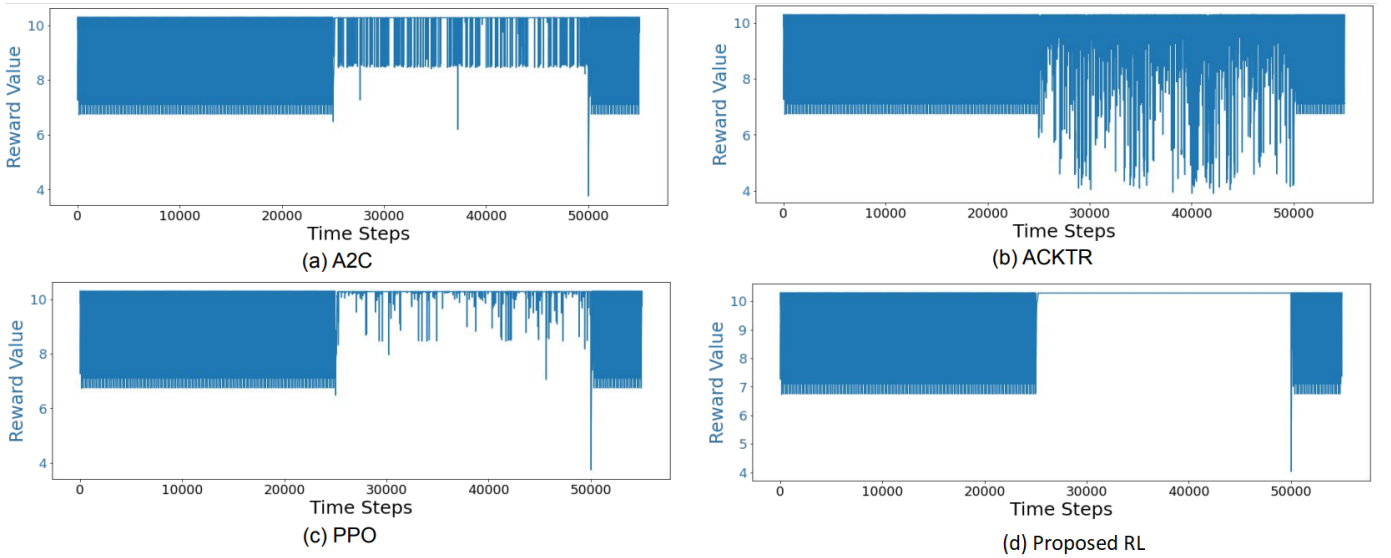 10
8
6
4
Reward Value
0 10000 20000 30000 40000 50000
Time Steps
(a) A2C
10
8
6
4
Reward Value
0 10000 20000 30000 40000 50000
Time Steps
(b) ACKTR
10
8
6
4
Reward Value
0 10000 20000 30000 40000 50000
Time Steps
(c) PPO
10
9
8
7
6
5
4
Reward Value
0 10000 20000 30000 40000 50000
Time Steps
(d) Proposed RL